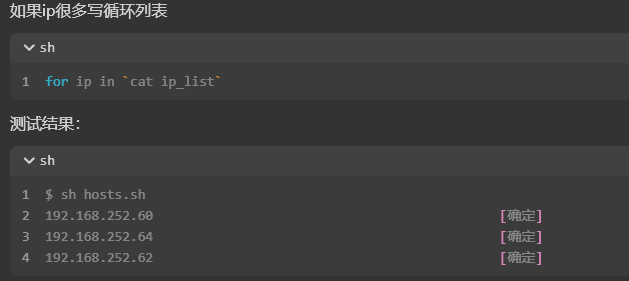 如果ip很多写循环列表
sh
1 for ip in `cat ip_list`
测试结果：
sh
1 $ sh hosts.sh
2 192.168.252.60 [确定]
3 192.168.252.64 [确定]
4 192.168.252.62 [确定]